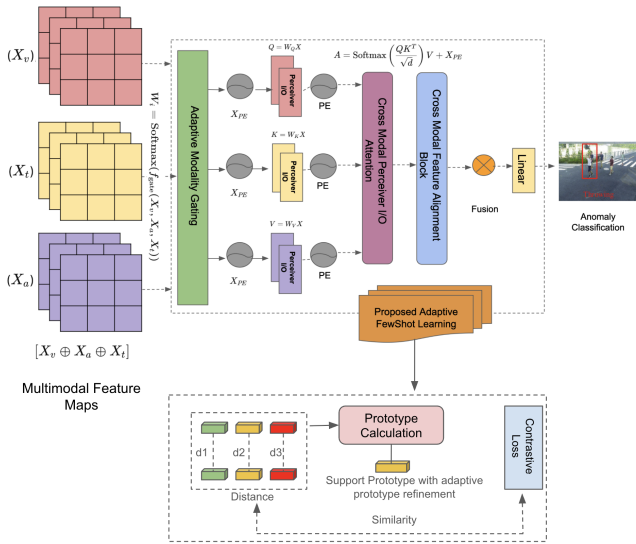 (X_v)
(X_t)
(X_a)
[X_v ⊕ X_a ⊕ X_t]
Multimodal Feature
Maps
W_i = Softmax(f_gate(X_v, X_a, X_t))
Adaptive Modality Gating
X_PE
X_PE
X_PE
Q = W_Q X
Perceiver
I/O
PE
K = W_K X
Perceiver
I/O
PE
V = W_V X
Perceiver
I/O
PE
A = Softmax (QK^T / √d) V + X_PE
Cross Modal Perceiver I/O
Attention
Cross Modal Feature Alignment
Block
Fusion
Linear
Anomaly
Classification
Proposed Adaptive
FewShot Learning
d1
d2
d3
Distance
Prototype
Calculation
Support Prototype with adaptive
prototype refinement
Contrastive
Loss
Similarity